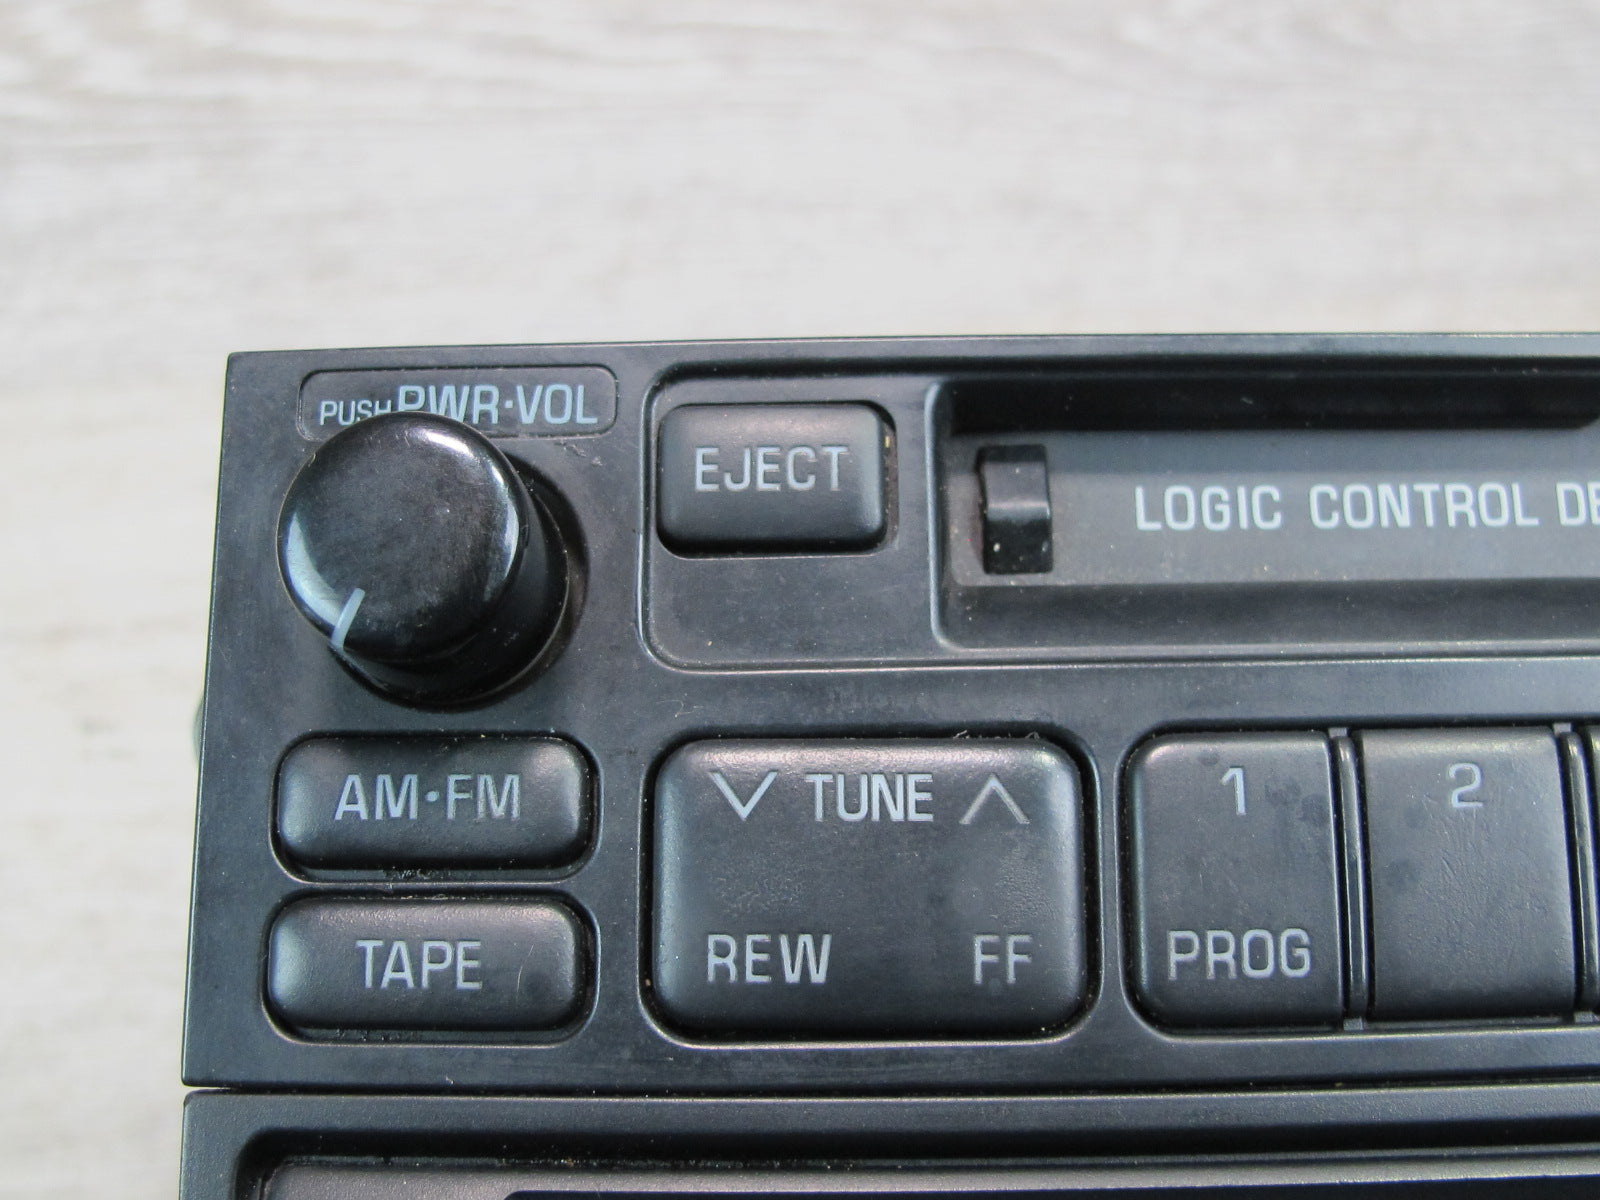 PUSH PWR·VOL
EJECT
LOGIC CONTROL
AM·FM
TUNE
REW FF
TAPE
1
PROG
2